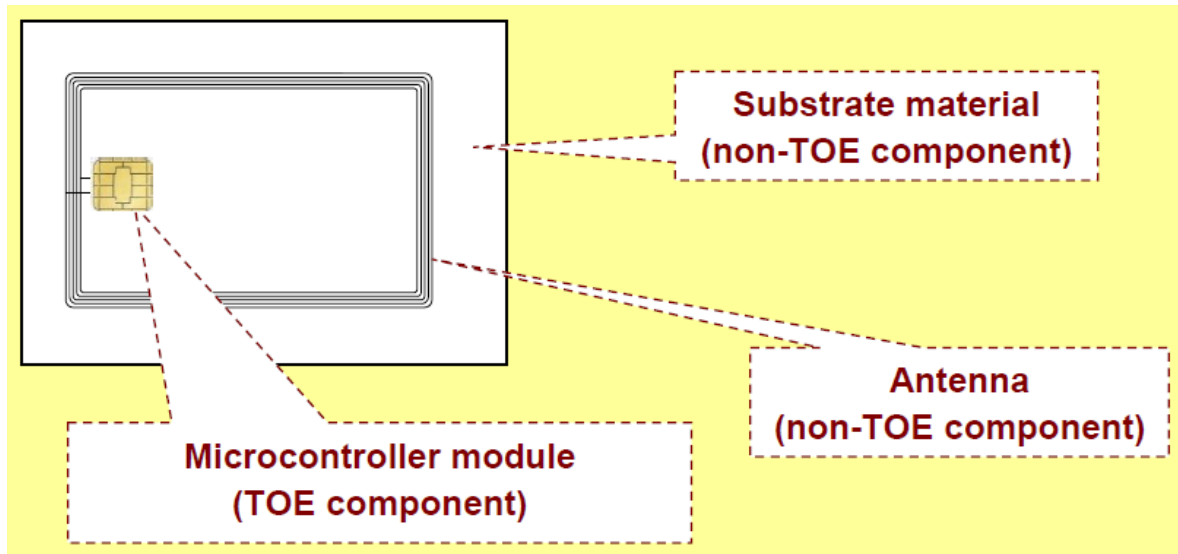 Substrate material
(non-TOE component)
Antenna
(non-TOE component)
Microcontroller module
(TOE component)